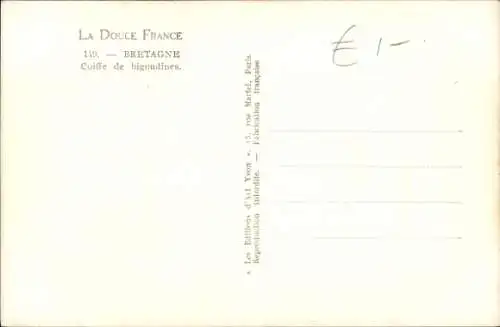 LA DOUCE FRANCE
149. — BRETAGNE
Coiffe de bigoudines.
€ 1-
« Les Editions d'Art Yvon », 15, rue Martel, Paris
Reproduction interdite. — Fabrication française